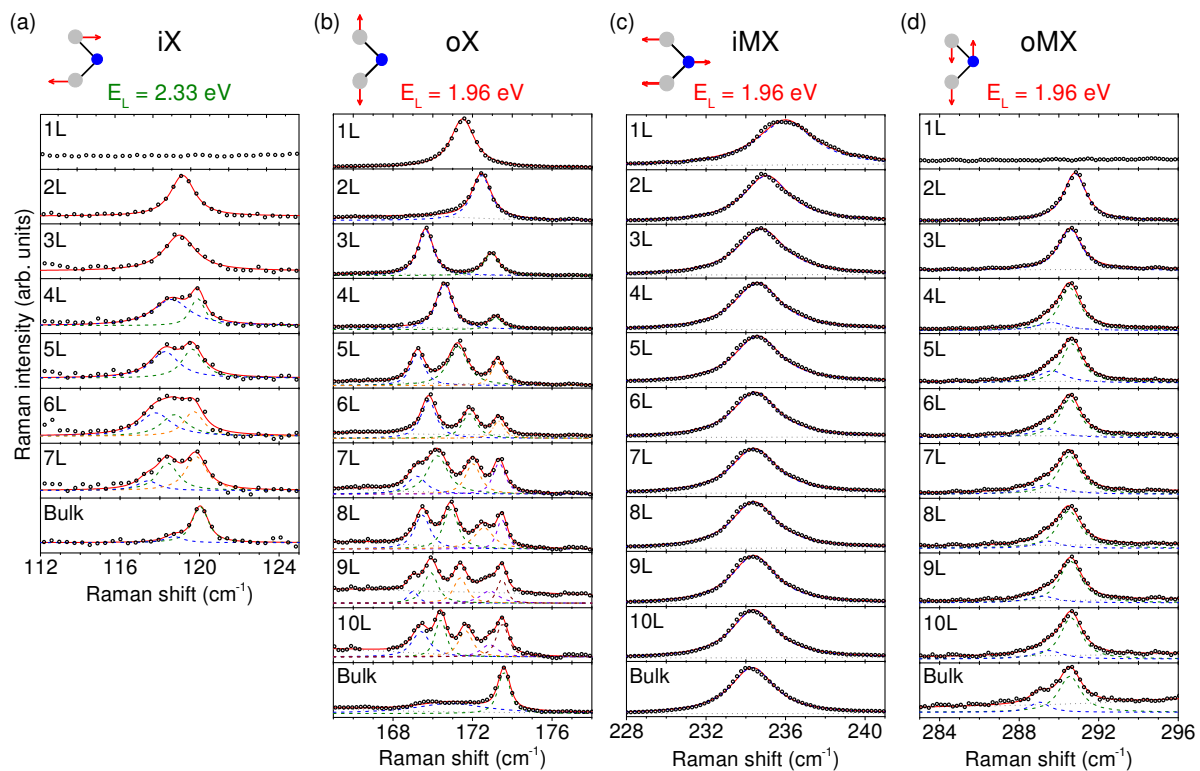 (a) iX
E_L = 2.33 eV
(b) oX
E_L = 1.96 eV
(c) iMX
E_L = 1.96 eV
(d) oMX
E_L = 1.96 eV
Raman intensity (arb. units)
1L
2L
3L
4L
5L
6L
7L
Bulk
112 116 120 124
Raman shift (cm⁻¹)
1L
2L
3L
4L
5L
6L
7L
8L
9L
10L
Bulk
168 172 176
Raman shift (cm⁻¹)
1L
2L
3L
4L
5L
6L
7L
8L
9L
10L
Bulk
228 232 236 240
Raman shift (cm⁻¹)
1L
2L
3L
4L
5L
6L
7L
8L
9L
10L
Bulk
284 288 292 296
Raman shift (cm⁻¹)